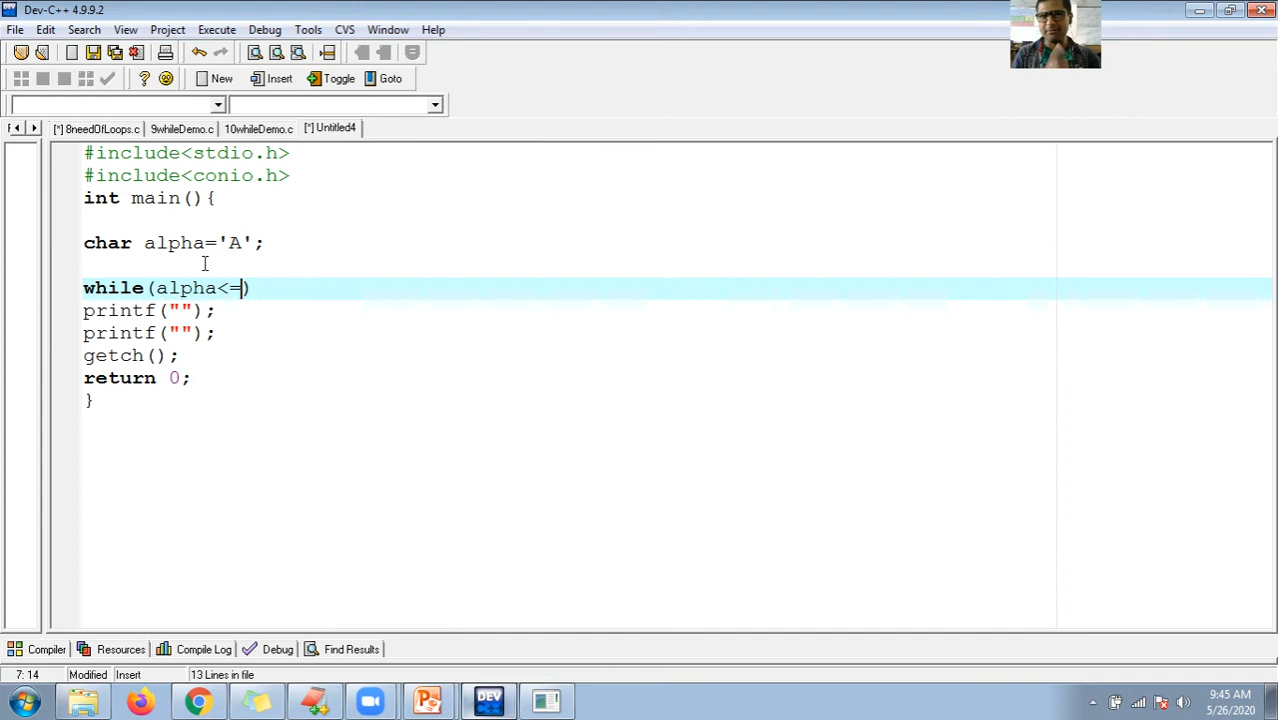 Dev-C++ 4.9.9.2
File Edit Search View Project Execute Debug Tools CVS Window Help
New Insert Toggle Goto
[*] 8needOfLoops.c 9whileDemo.c 10whileDemo.c [*] Untitled4
#include<stdio.h>
#include<conio.h>
int main(){
char alpha='A';
while(alpha<=)
printf("");
printf("");
getch();
return 0;
}
Compiler Resources Compile Log Debug Find Results
7: 14 Modified Insert 13 Lines in file
DEV C++ 9:45 AM
5/26/2020